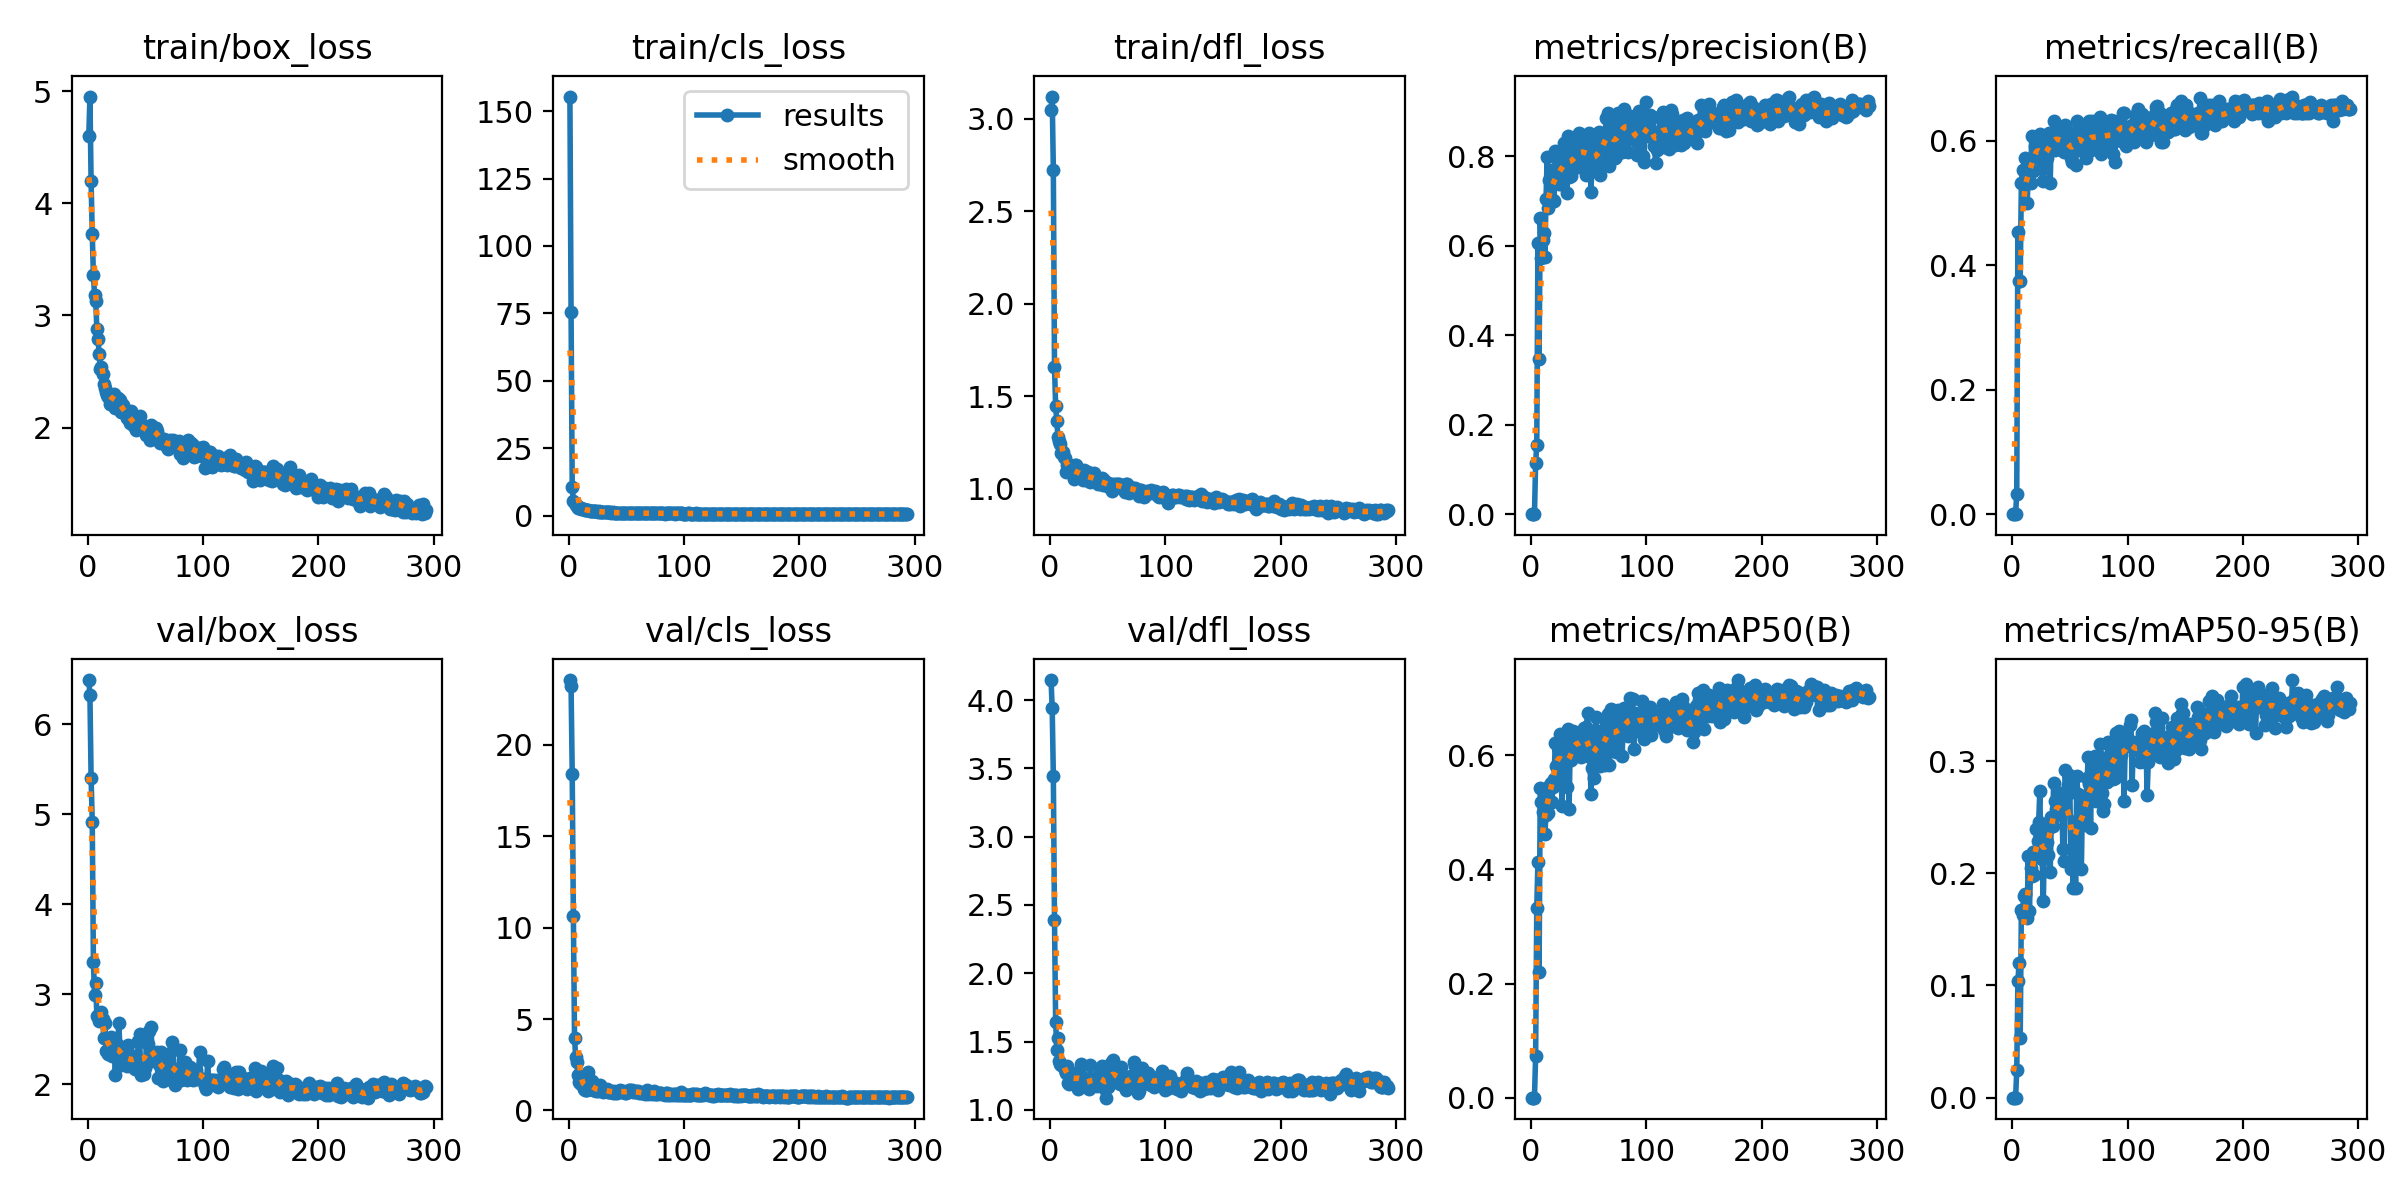 train/box_loss
train/cls_loss
train/dfl_loss
metrics/precision(B)
metrics/recall(B)
5
4
3
2
0 100 200 300
150
125
100
75
50
25
0
results
smooth
0 100 200 300
3.0
2.5
2.0
1.5
1.0
0 100 200 300
0.8
0.6
0.4
0.2
0.0
0 100 200 300
0.6
0.4
0.2
0.0
0 100 200 300
val/box_loss
val/cls_loss
val/dfl_loss
metrics/mAP50(B)
metrics/mAP50-95(B)
6
5
4
3
2
0 100 200 300
20
15
10
5
0
0 100 200 300
4.0
3.5
3.0
2.5
2.0
1.5
1.0
0 100 200 300
0.6
0.4
0.2
0.0
0 100 200 300
0.3
0.2
0.1
0.0
0 100 200 300